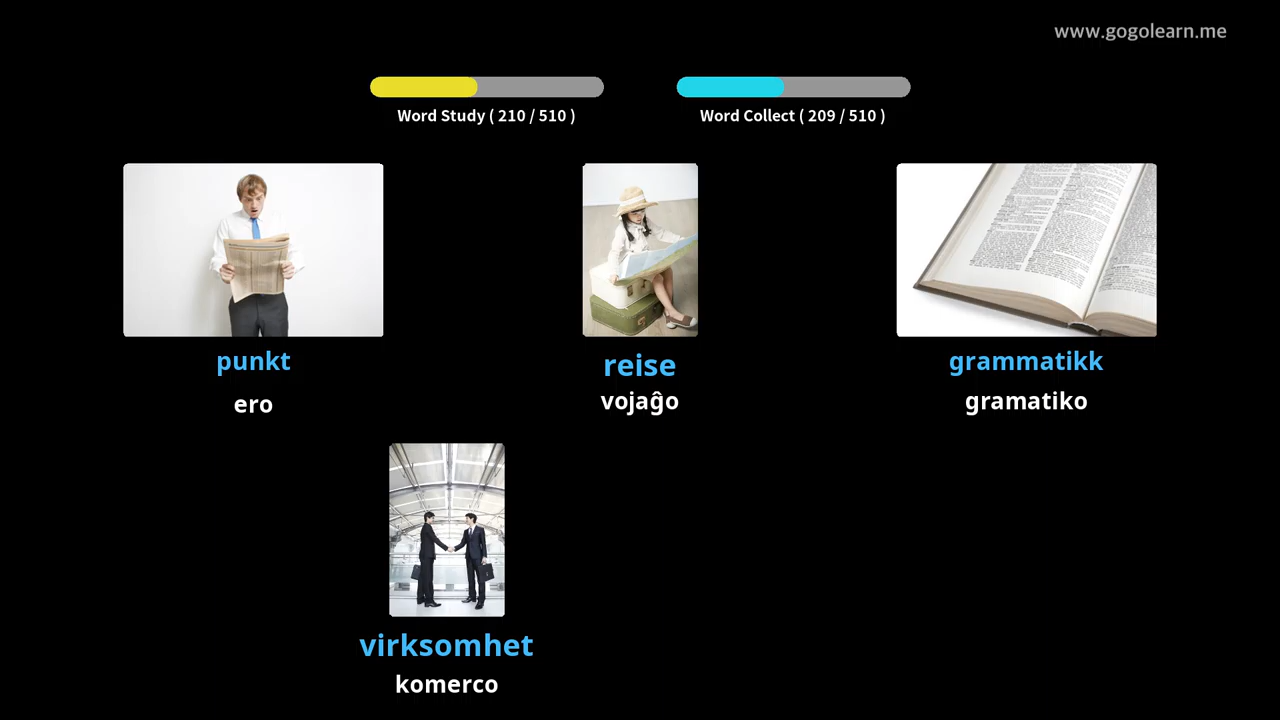 www.gogolearn.me
Word Study ( 210 / 510 )
Word Collect ( 209 / 510 )
punkt
ero
reise
vojaĝo
grammatikk
gramatiko
virksomhet
komerco